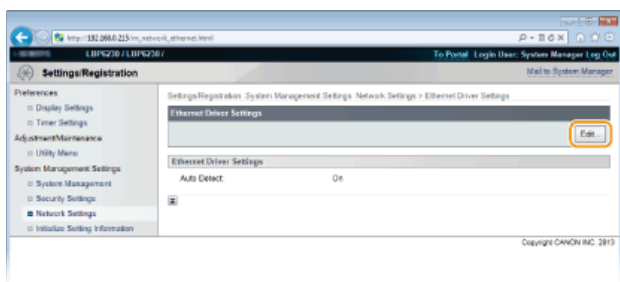 http://192.168.0.215/m_network_ethernet.html
LBP6230 / LBP6230 /
To Portal Login User: System Manager Log Out
Settings/Registration
Mail to System Manager
Preferences
Display Settings
Timer Settings
Adjustment/Maintenance
Utility Menu
System Management Settings
System Management
Security Settings
Network Settings
Initialize Setting Information
Settings/Registration: System Management Settings: Network Settings > Ethernet Driver Settings
Ethernet Driver Settings
Edit...
Ethernet Driver Settings
Auto Detect: On
Copyright CANON INC. 2013